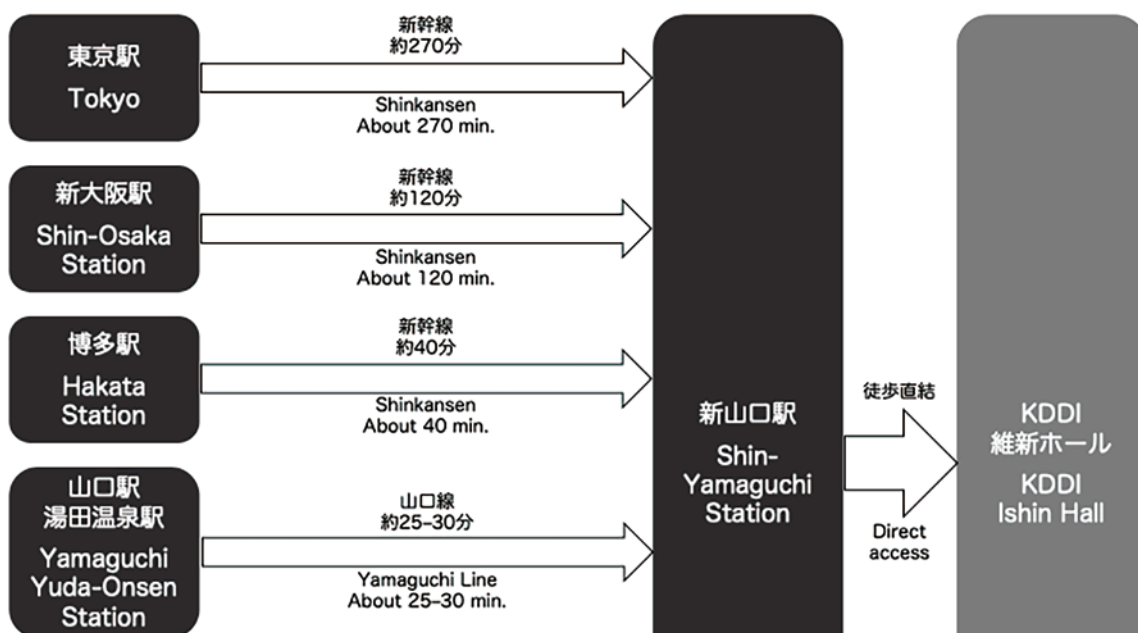 東京駅
Tokyo
新幹線
約270分
Shinkansen
About 270 min.
新大阪駅
Shin-Osaka
Station
新幹線
約120分
Shinkansen
About 120 min.
博多駅
Hakata
Station
新幹線
約40分
Shinkansen
About 40 min.
山口駅
湯田温泉駅
Yamaguchi
Yuda-Onsen
Station
山口線
約25–30分
Yamaguchi Line
About 25–30 min.
新山口駅
Shin-
Yamaguchi
Station
徒歩直結
Direct
access
KDDI
維新ホール
KDDI
Ishin Hall